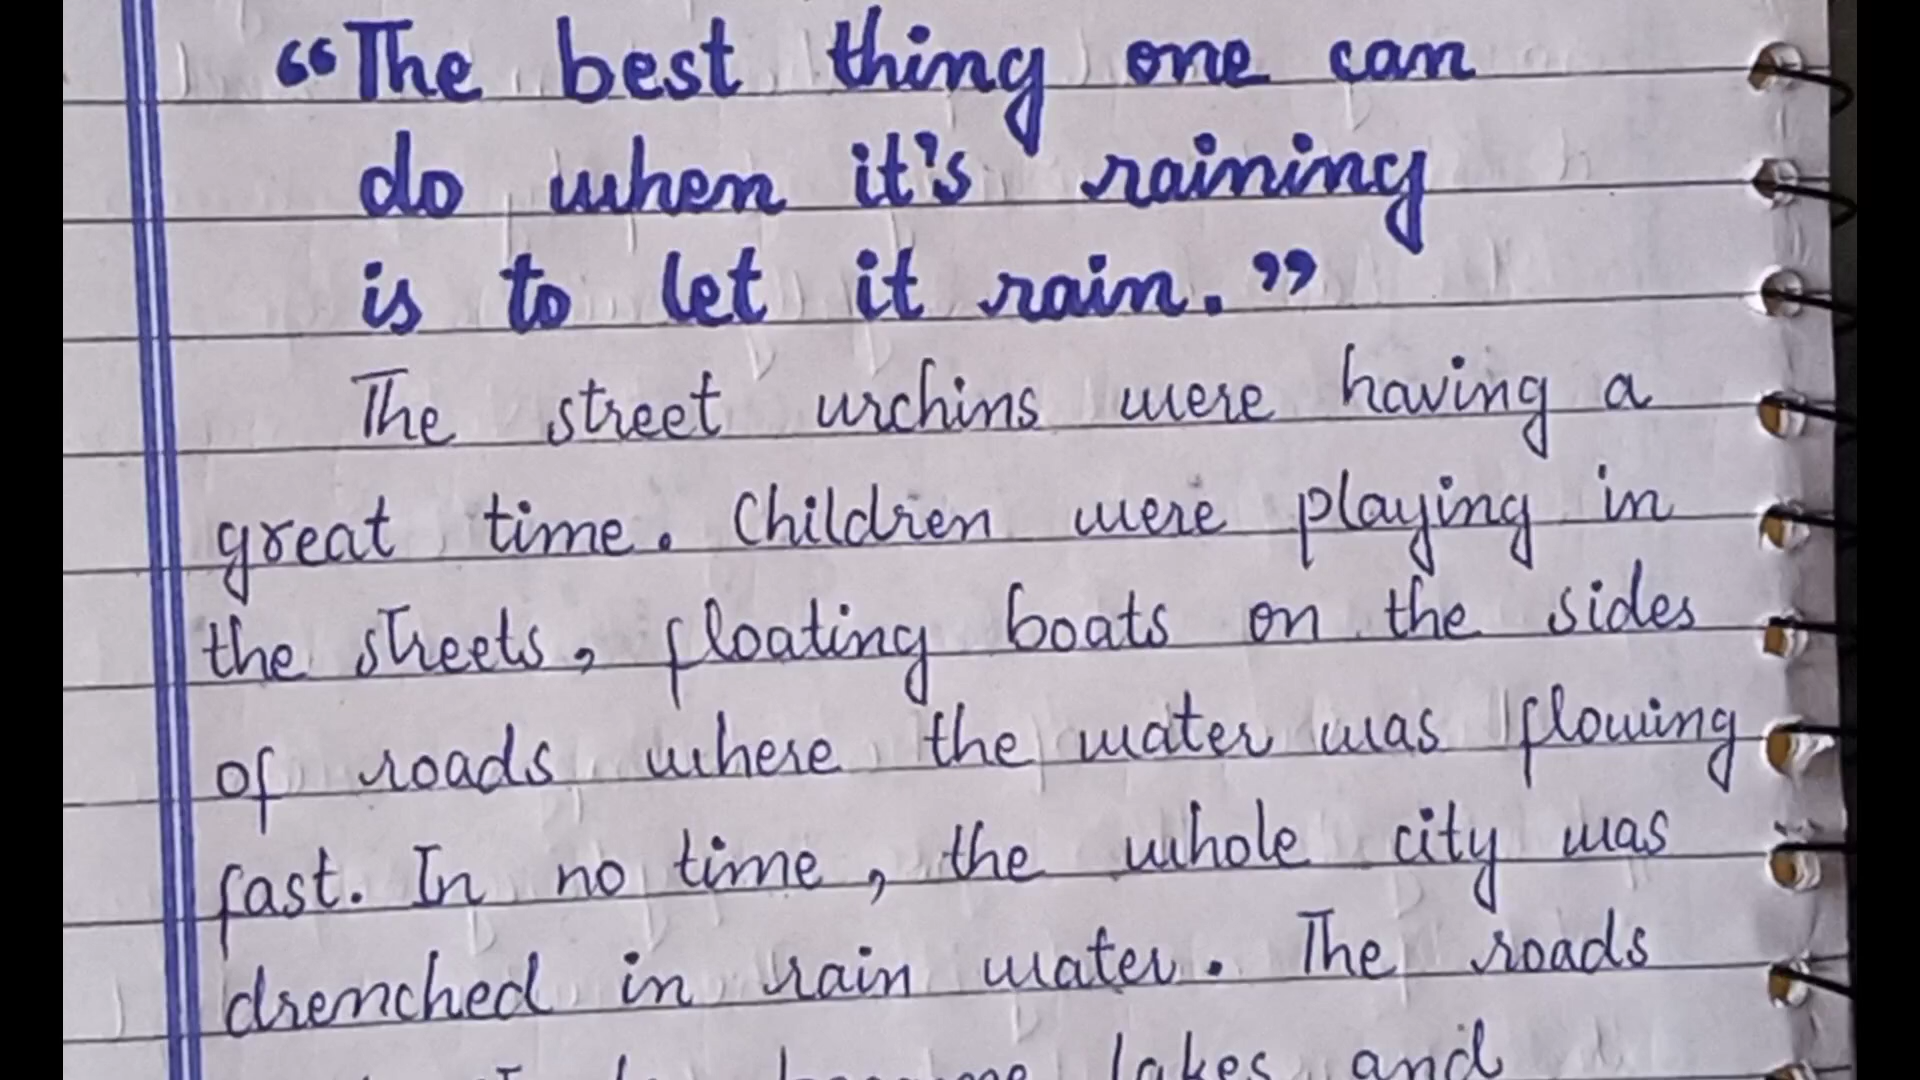 “The best thing one can
do when it's raining
is to let it rain.”
The street urchins were having a
great time. Children were playing in
the streets, floating boats on the sides
of roads where the water was flowing
fast. In no time, the whole city was
drenched in rain water. The roads
lakes and